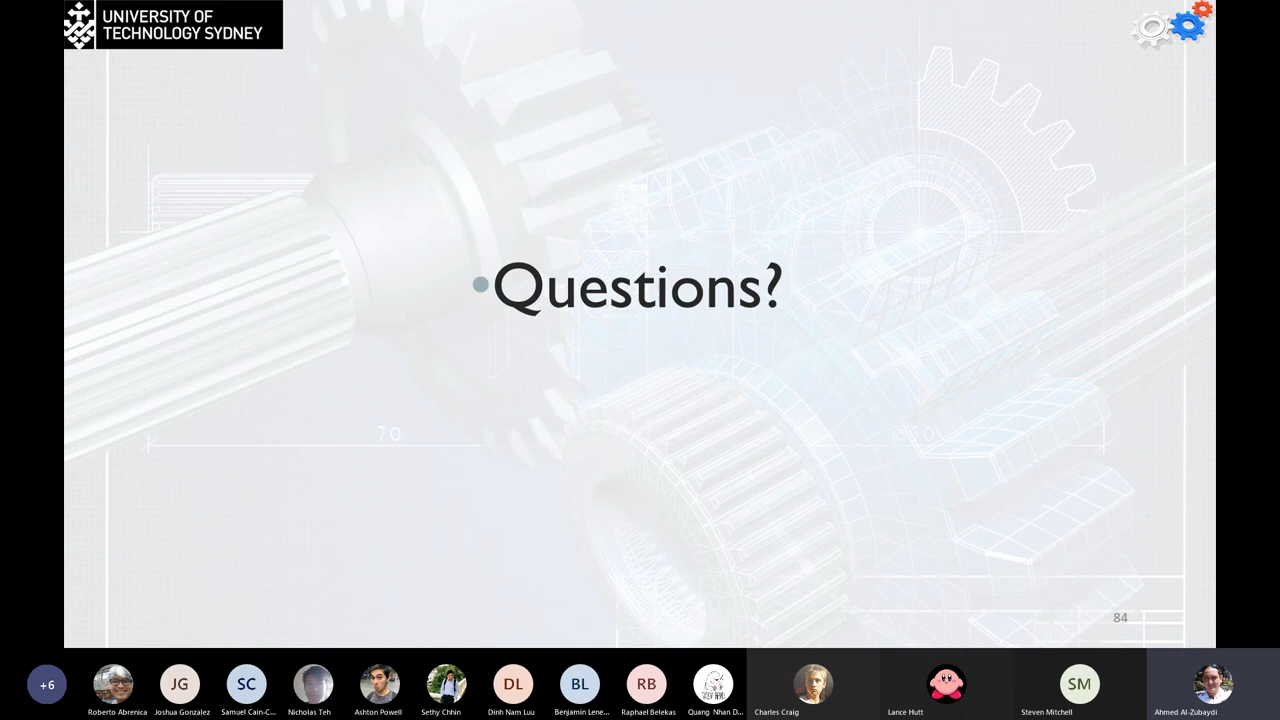 UNIVERSITY OF
TECHNOLOGY SYDNEY
•Questions?
70
84
+6
JG
SC
DL
BL
RB
SM
Roberto Abrenica
Joshua Gonzalez
Samuel Cain-C...
Nicholas Teh
Ashton Powell
Sethy Chhin
Dinh Nam Luu
Benjamin Lene...
Raphael Belekas
Quang Nhan D...
Charles Craig
Lance Hutt
Steven Mitchell
Ahmed Al-Zubaydi